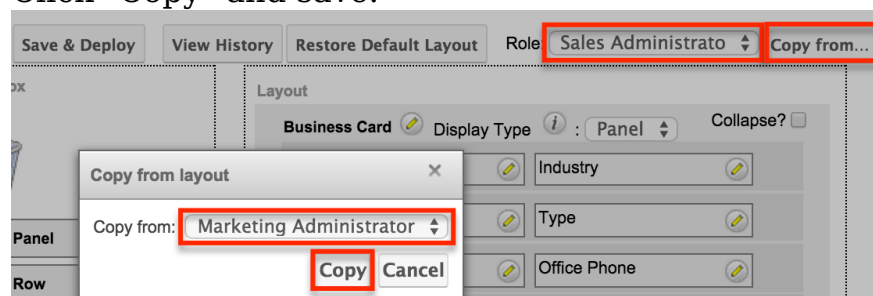 Click "Copy" and save.
Save & Deploy View History Restore Default Layout Role Sales Administrato Copy from...
ox Layout
Business Card Display Type i : Panel Collapse?
Copy from layout × Industry
Copy from: Marketing Administrator Type
Panel
Copy Cancel Office Phone
Row